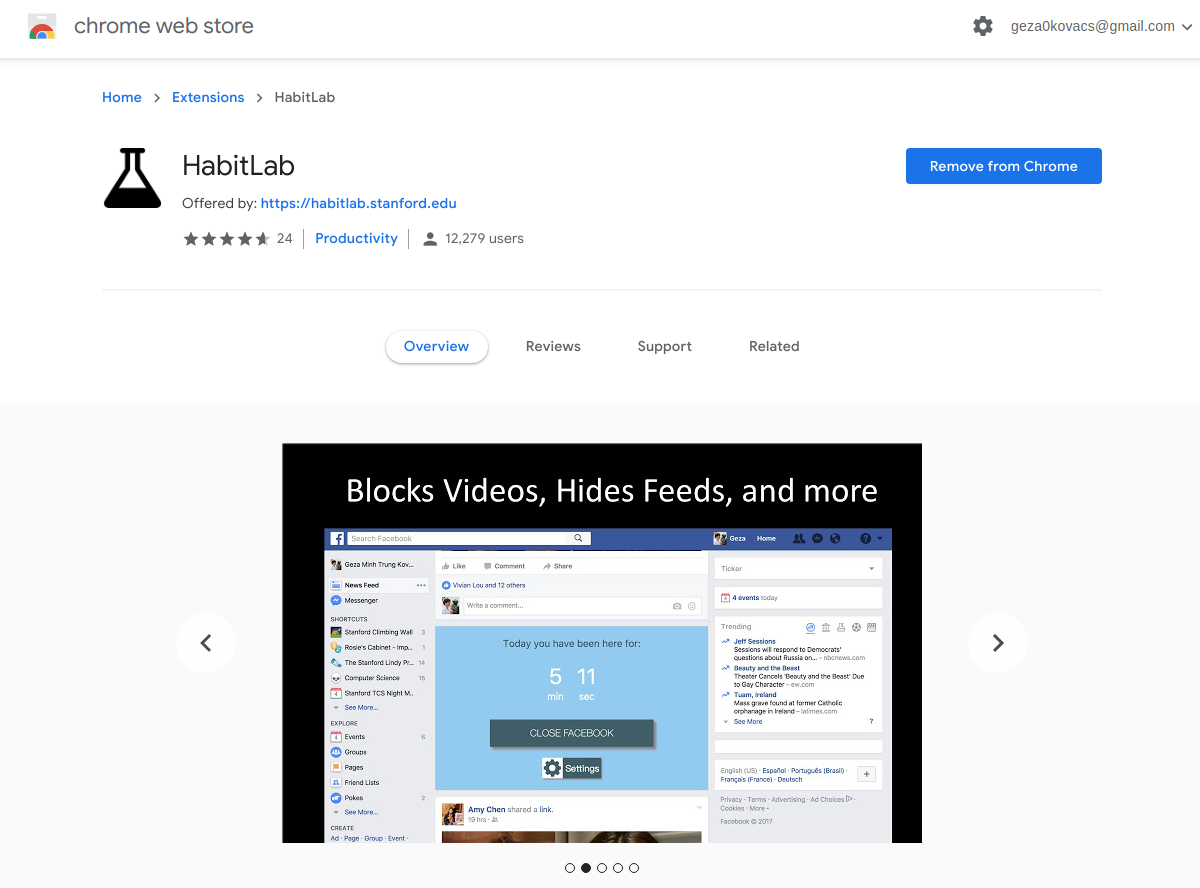 chrome web store
geza0kovacs@gmail.com
Home > Extensions > HabitLab
HabitLab
Offered by: https://habitlab.stanford.edu
24 Productivity 12,279 users
Remove from Chrome
Overview Reviews Support Related
Blocks Videos, Hides Feeds, and more
Search Facebook
Geza Home
Geza Minh Trung Kov...
News Feed
Messenger
SHORTCUTS
Stanford Climbing Wall 3
Rosie's Cabinet - Imp... 1
The Stanford Lindy Pr... 14
Computer Science 15
Stanford TCS Night M..
See More...
EXPLORE
Events 6
Groups
Pages
Friend Lists
Pokes 2
See More...
CREATE
Ad · Page · Group · Event ·
Like Comment Share
Vivian Lou and 12 others
Write a comment...
Today you have been here for:
5 11
min sec
CLOSE FACEBOOK
Settings
Amy Chen shared a link.
19 hrs ·
Ticker
4 events today
Trending
Jeff Sessions
Sessions will respond to Democrats'
questions about Russia on... – nbcnews.com
Beauty and the Beast
Theater Cancels 'Beauty and the Beast' Due
to Gay Character – ew.com
Tuam, Ireland
Mass grave found at former Catholic
orphanage in Ireland – latimes.com
See More ?
English (US) · Español · Português (Brasil) ·
Français (France) · Deutsch
+
Privacy · Terms · Advertising · Ad Choices
Cookies · More
Facebook © 2017